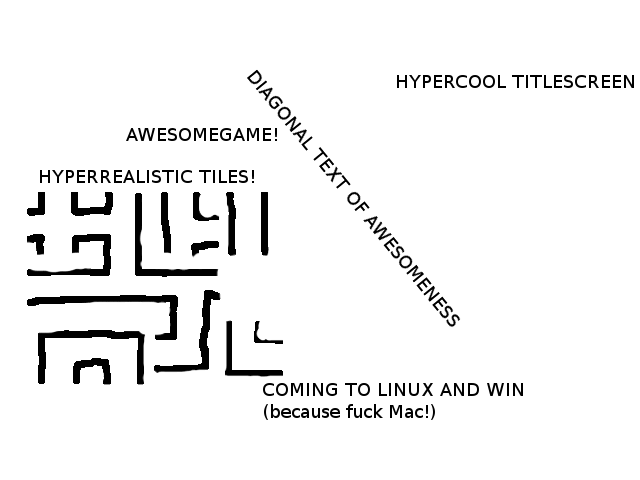 HYPERCOOL TITLESCREEN
AWESOMEGAME!
DIAGONAL TEXT OF AWESOMENESS
HYPERREALISTIC TILES!
COMING TO LINUX AND WIN
(because fuck Mac!)